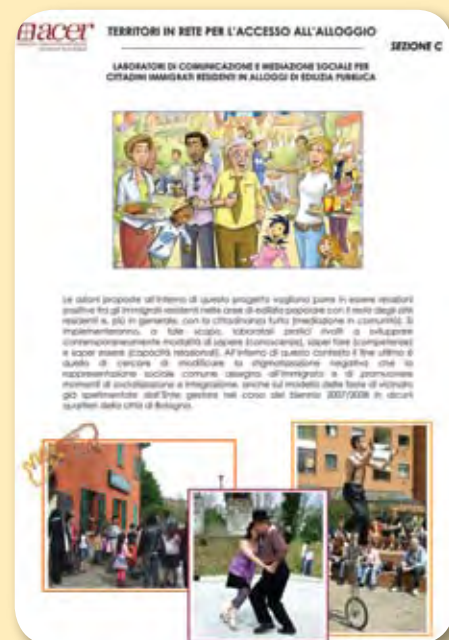 acer
TERRITORI IN RETE PER L'ACCESSO ALL'ALLOGGIO
SEZIONE C
LABORATORI DI COMUNICAZIONE E MEDIAZIONE SOCIALE PER
CITTADINI IMMIGRATI RESIDENTI IN ALLOGGI DI EDILIZIA PUBBLICA
Le azioni proposte all'interno di questo progetto vogliono porre in essere relazioni
positive fra gli immigrati residenti nelle aree di edilizia popolare con il resto degli altri
residenti e, più in generale, con la cittadinanza tutta (mediazione in comunità). Si
implementeranno, a tale scopo, laboratori pratici rivolti a sviluppare
contemporaneamente modalità di sapere (conoscenza), saper fare (competenze)
e saper essere (capacità relazionali). All'interno di questo contesto il fine ultimo è
quello di cercare di modificare la stigmatizzazione negativa che la
rappresentazione sociale comune assegna all'immigrato e di promuovere
momenti di socializzazione e integrazione, anche sul modello delle feste di vicinato
già sperimentate dall'Ente gestore nel corso del biennio 2007/2008 in alcuni
quartieri della città di Bologna.